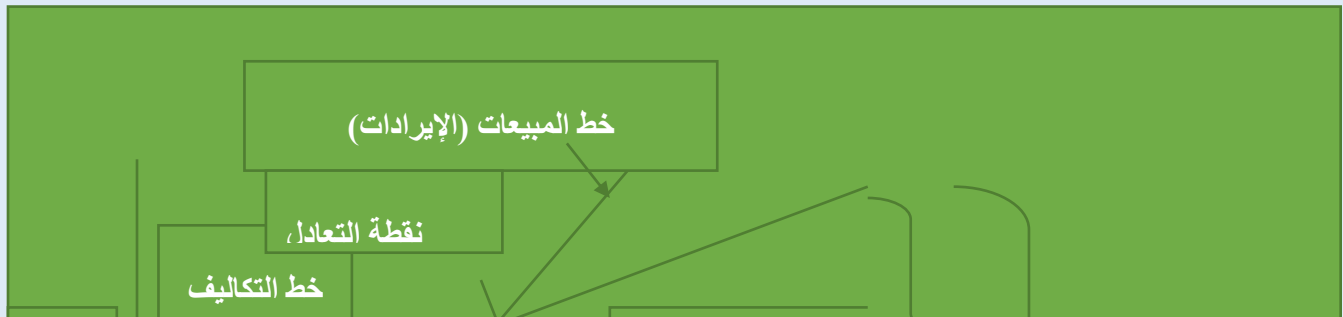 خط المبيعات (الإيرادات)
نقطة التعادل
خط التكاليف